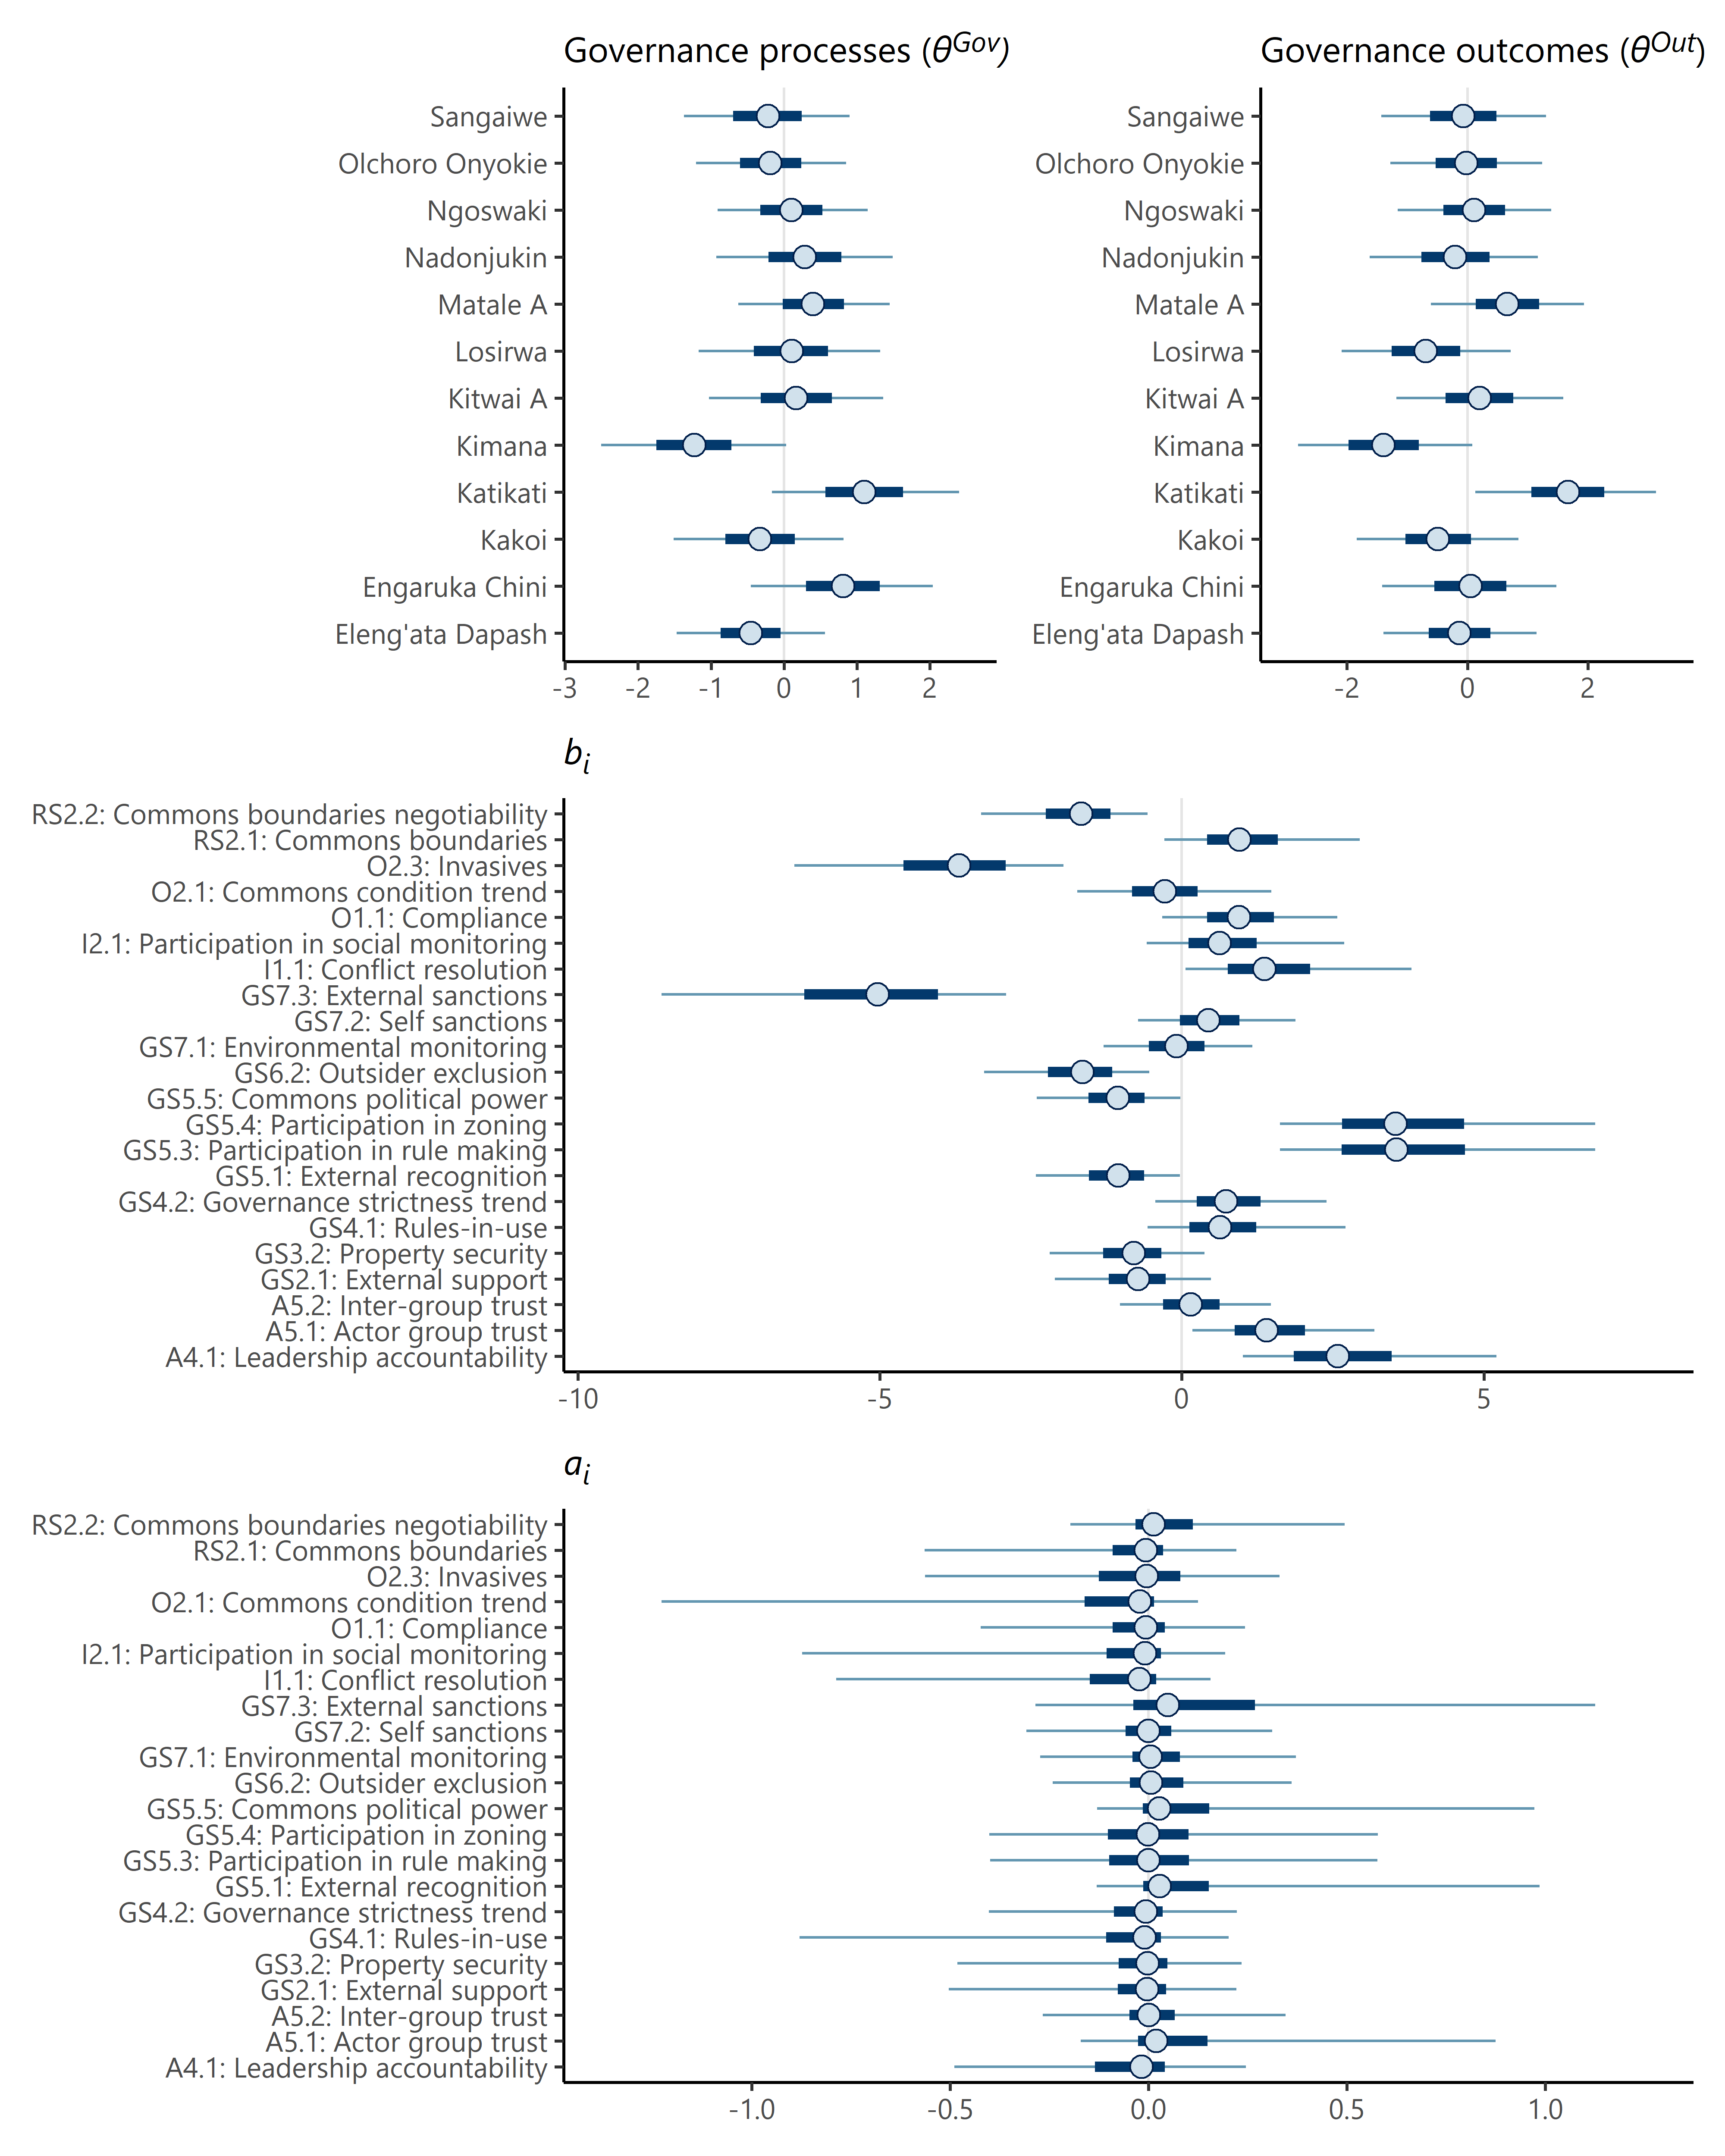 Governance processes (θ^Gov)
Sangaiwe
Olchoro Onyokie
Ngoswaki
Nadonjukin
Matale A
Losirwa
Kitwai A
Kimana
Katikati
Kakoi
Engaruka Chini
Eleng'ata Dapash
-3 -2 -1 0 1 2
Governance outcomes (θ^Out)
Sangaiwe
Olchoro Onyokie
Ngoswaki
Nadonjukin
Matale A
Losirwa
Kitwai A
Kimana
Katikati
Kakoi
Engaruka Chini
Eleng'ata Dapash
-2 0 2
b_i
RS2.2: Commons boundaries negotiability
RS2.1: Commons boundaries
O2.3: Invasives
O2.1: Commons condition trend
O1.1: Compliance
I2.1: Participation in social monitoring
I1.1: Conflict resolution
GS7.3: External sanctions
GS7.2: Self sanctions
GS7.1: Environmental monitoring
GS6.2: Outsider exclusion
GS5.5: Commons political power
GS5.4: Participation in zoning
GS5.3: Participation in rule making
GS5.1: External recognition
GS4.2: Governance strictness trend
GS4.1: Rules-in-use
GS3.2: Property security
GS2.1: External support
A5.2: Inter-group trust
A5.1: Actor group trust
A4.1: Leadership accountability
-10 -5 0 5
a_i
RS2.2: Commons boundaries negotiability
RS2.1: Commons boundaries
O2.3: Invasives
O2.1: Commons condition trend
O1.1: Compliance
I2.1: Participation in social monitoring
I1.1: Conflict resolution
GS7.3: External sanctions
GS7.2: Self sanctions
GS7.1: Environmental monitoring
GS6.2: Outsider exclusion
GS5.5: Commons political power
GS5.4: Participation in zoning
GS5.3: Participation in rule making
GS5.1: External recognition
GS4.2: Governance strictness trend
GS4.1: Rules-in-use
GS3.2: Property security
GS2.1: External support
A5.2: Inter-group trust
A5.1: Actor group trust
A4.1: Leadership accountability
-1.0 -0.5 0.0 0.5 1.0